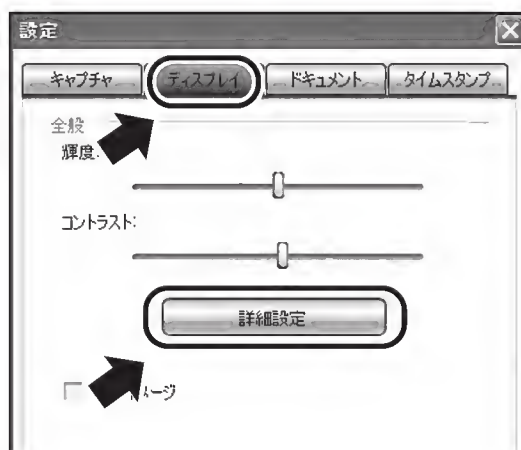 設定
キャプチャ ディスプレイ ドキュメント タイムスタンプ
全般
輝度:
コントラスト:
詳細設定